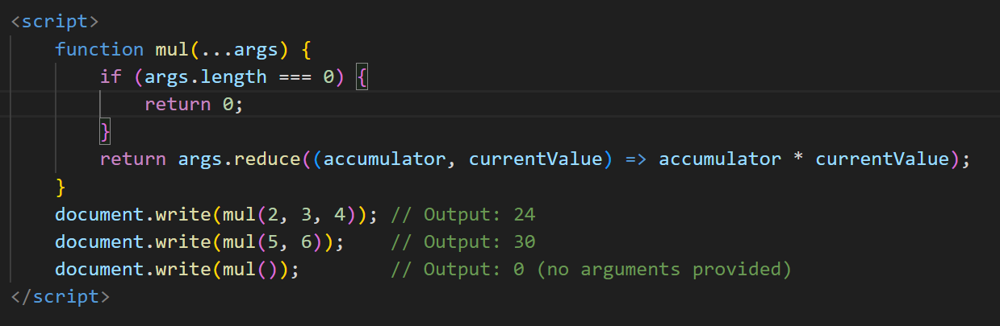 <script>
    function mul(...args) {
        if (args.length === 0) {
            return 0;
        }
        return args.reduce((accumulator, currentValue) => accumulator * currentValue);
    }
    document.write(mul(2, 3, 4)); // Output: 24
    document.write(mul(5, 6));    // Output: 30
    document.write(mul());        // Output: 0 (no arguments provided)
</script>